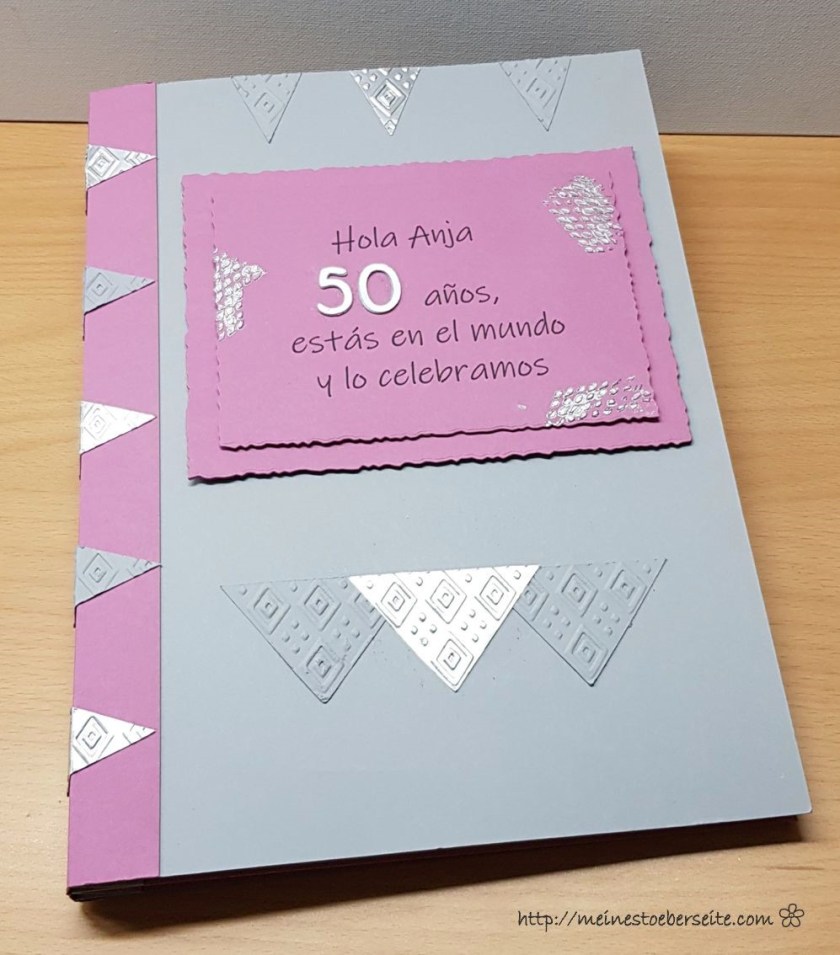 Hola Anja
50 años,
estás en el mundo
y lo celebramos
http://meinestoeberseite.com